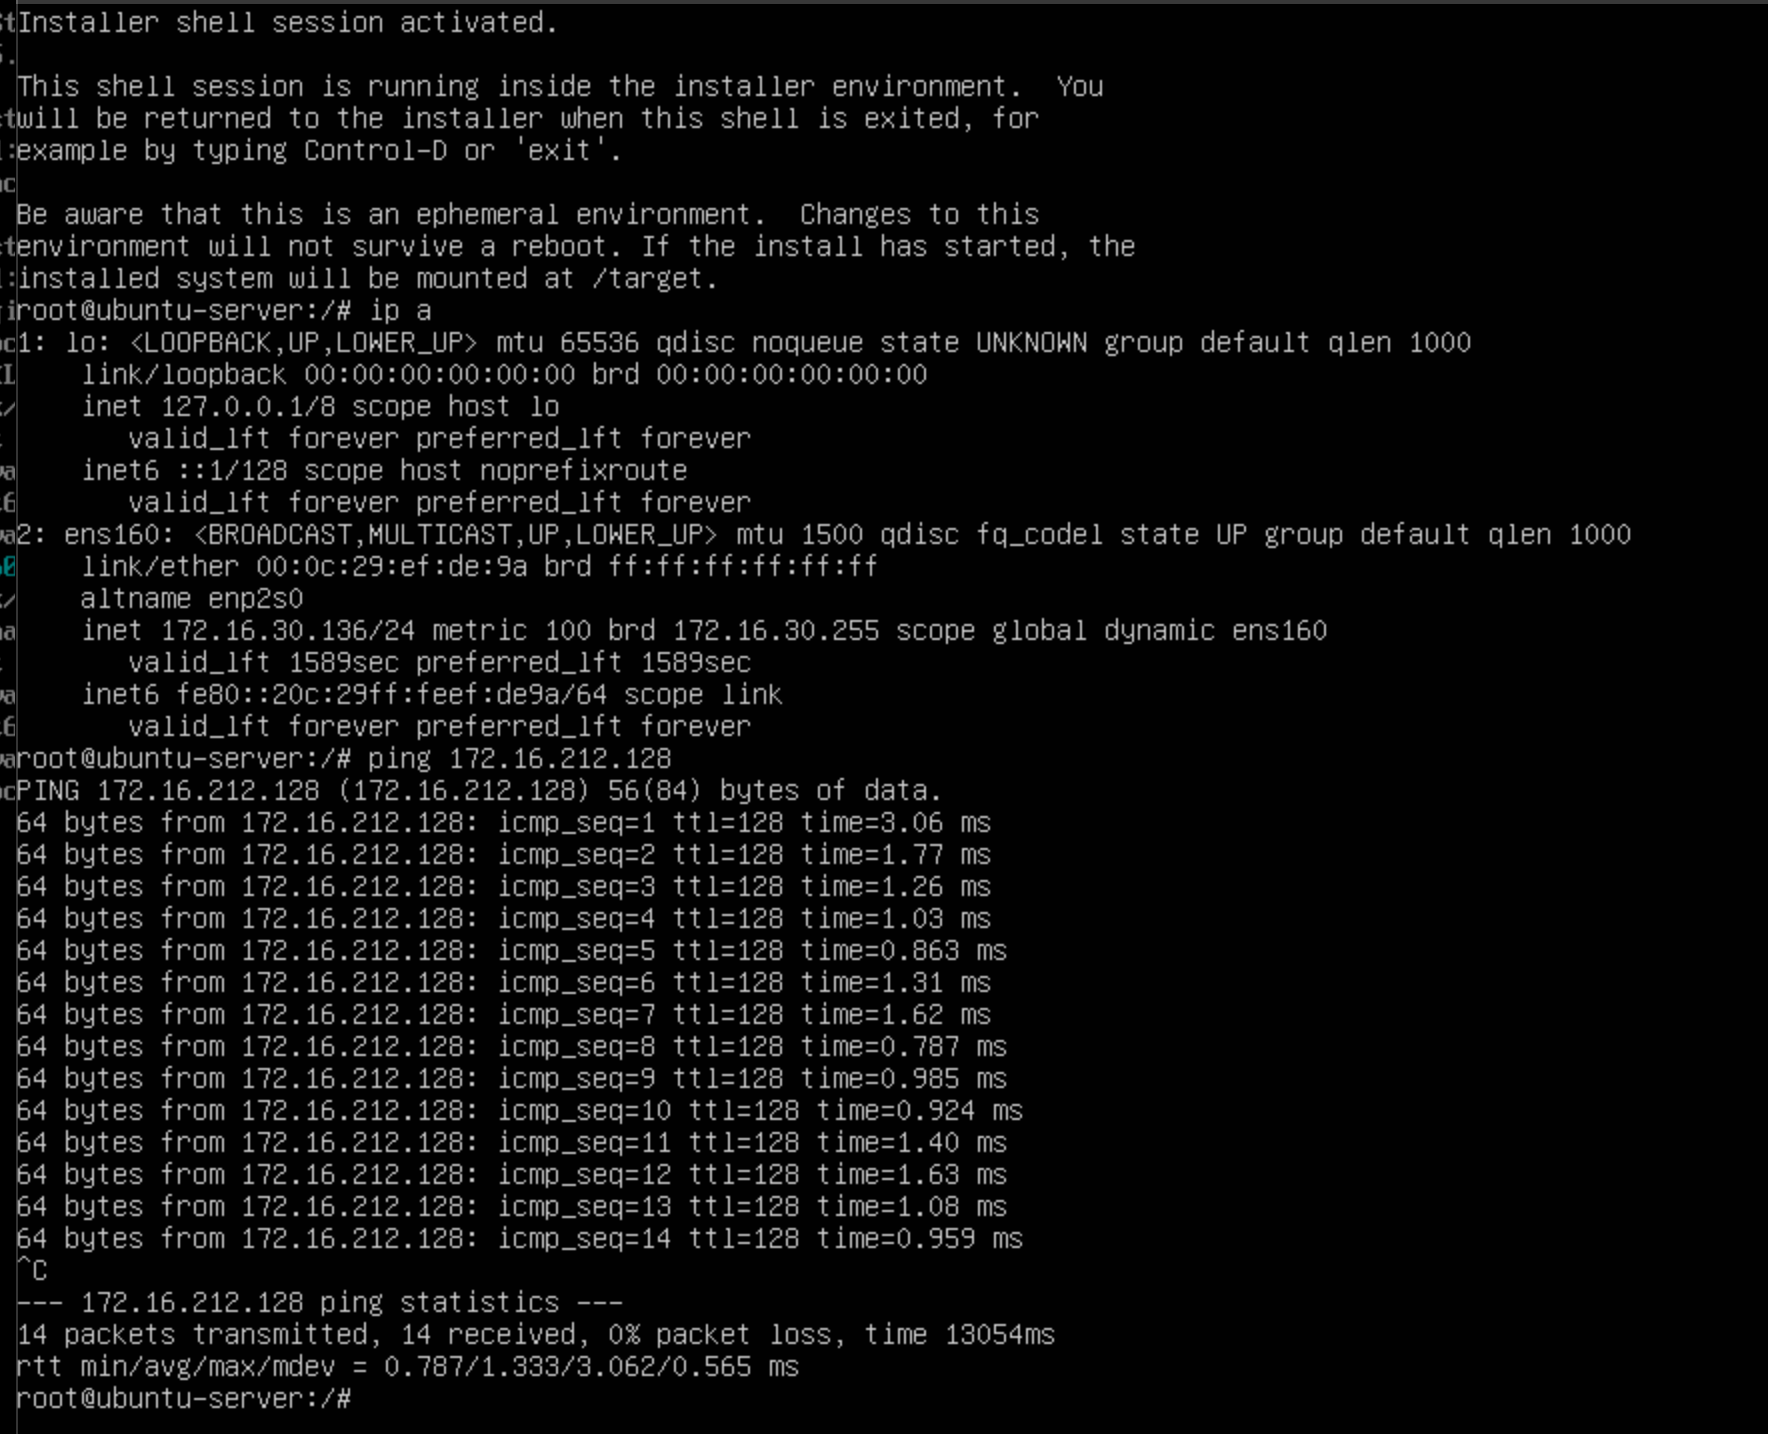 Installer shell session activated.
This shell session is running inside the installer environment.  You
will be returned to the installer when this shell is exited, for
example by typing Control-D or 'exit'.
Be aware that this is an ephemeral environment.  Changes to this
environment will not survive a reboot. If the install has started, the
installed system will be mounted at /target.
root@ubuntu-server:/# ip a
1: lo: <LOOPBACK,UP,LOWER_UP> mtu 65536 qdisc noqueue state UNKNOWN group default qlen 1000
    link/loopback 00:00:00:00:00:00 brd 00:00:00:00:00:00
    inet 127.0.0.1/8 scope host lo
       valid_lft forever preferred_lft forever
    inet6 ::1/128 scope host noprefixroute
       valid_lft forever preferred_lft forever
2: ens160: <BROADCAST,MULTICAST,UP,LOWER_UP> mtu 1500 qdisc fq_codel state UP group default qlen 1000
    link/ether 00:0c:29:ef:de:9a brd ff:ff:ff:ff:ff:ff
    altname enp2s0
    inet 172.16.30.136/24 metric 100 brd 172.16.30.255 scope global dynamic ens160
       valid_lft 1589sec preferred_lft 1589sec
    inet6 fe80::20c:29ff:feef:de9a/64 scope link
       valid_lft forever preferred_lft forever
root@ubuntu-server:/# ping 172.16.212.128
PING 172.16.212.128 (172.16.212.128) 56(84) bytes of data.
64 bytes from 172.16.212.128: icmp_seq=1 ttl=128 time=3.06 ms
64 bytes from 172.16.212.128: icmp_seq=2 ttl=128 time=1.77 ms
64 bytes from 172.16.212.128: icmp_seq=3 ttl=128 time=1.26 ms
64 bytes from 172.16.212.128: icmp_seq=4 ttl=128 time=1.03 ms
64 bytes from 172.16.212.128: icmp_seq=5 ttl=128 time=0.863 ms
64 bytes from 172.16.212.128: icmp_seq=6 ttl=128 time=1.31 ms
64 bytes from 172.16.212.128: icmp_seq=7 ttl=128 time=1.62 ms
64 bytes from 172.16.212.128: icmp_seq=8 ttl=128 time=0.787 ms
64 bytes from 172.16.212.128: icmp_seq=9 ttl=128 time=0.985 ms
64 bytes from 172.16.212.128: icmp_seq=10 ttl=128 time=0.924 ms
64 bytes from 172.16.212.128: icmp_seq=11 ttl=128 time=1.40 ms
64 bytes from 172.16.212.128: icmp_seq=12 ttl=128 time=1.63 ms
64 bytes from 172.16.212.128: icmp_seq=13 ttl=128 time=1.08 ms
64 bytes from 172.16.212.128: icmp_seq=14 ttl=128 time=0.959 ms
^C
--- 172.16.212.128 ping statistics ---
14 packets transmitted, 14 received, 0% packet loss, time 13054ms
rtt min/avg/max/mdev = 0.787/1.333/3.062/0.565 ms
root@ubuntu-server:/#